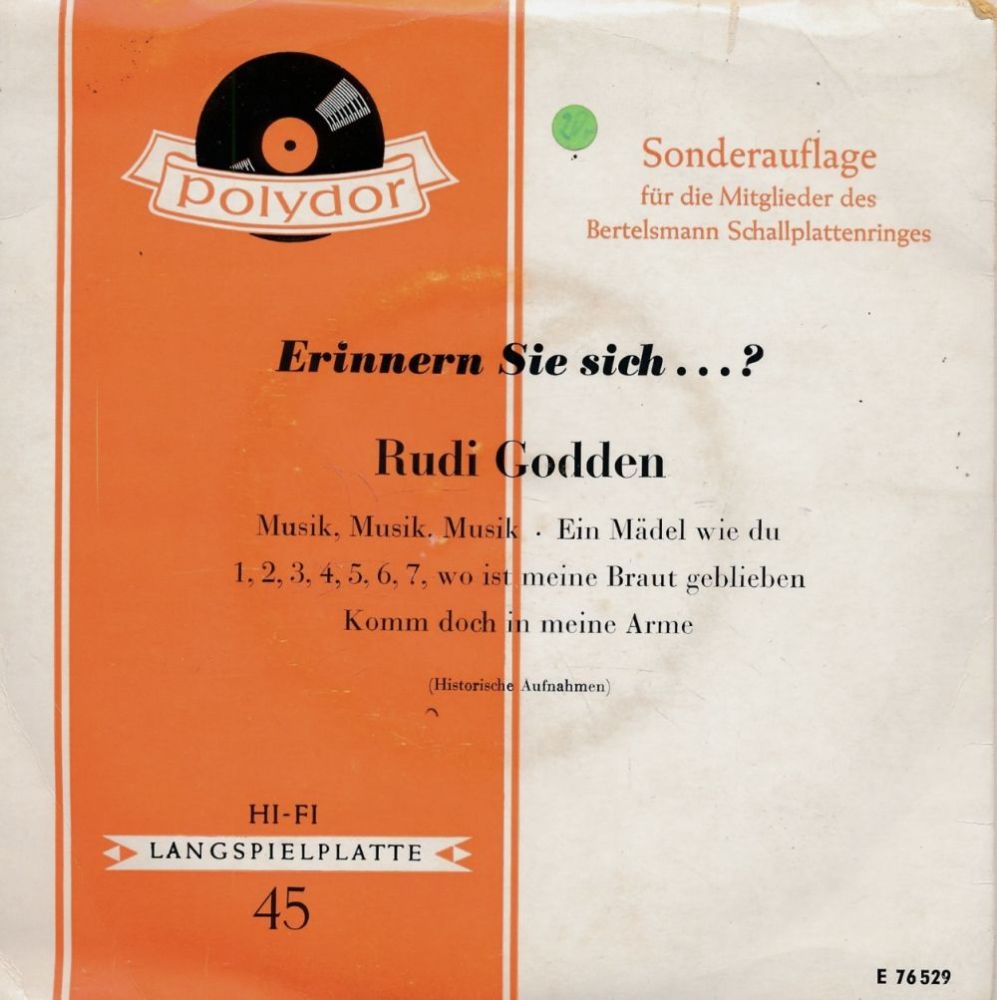 polydor
Sonderauflage
für die Mitglieder des
Bertelsmann Schallplattenringes
Erinnern Sie sich...?
Rudi Godden
Musik, Musik, Musik · Ein Mädel wie du
1, 2, 3, 4, 5, 6, 7, wo ist meine Braut geblieben
Komm doch in meine Arme
(Historische Aufnahmen)
HI-FI
LANGSPIELPLATTE
45
E 76529